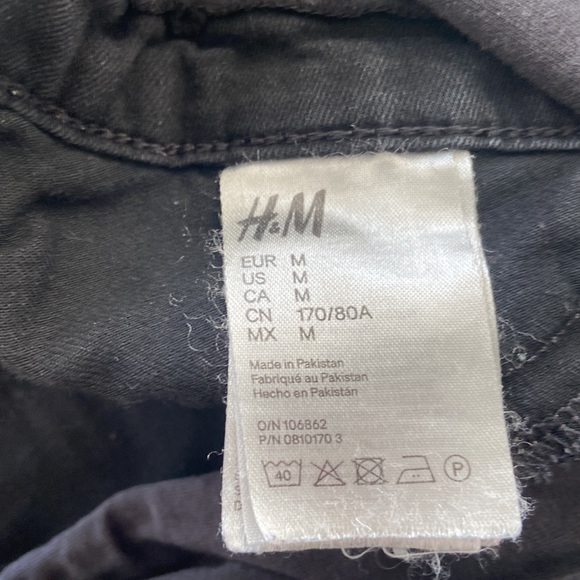 H&M
EUR M
US M
CA M
CN 170/80A
MX M
Made in Pakistan
Fabriqué au Pakistan
Hecho en Pakistán
O/N 106862
P/N 0810170 3
40 P